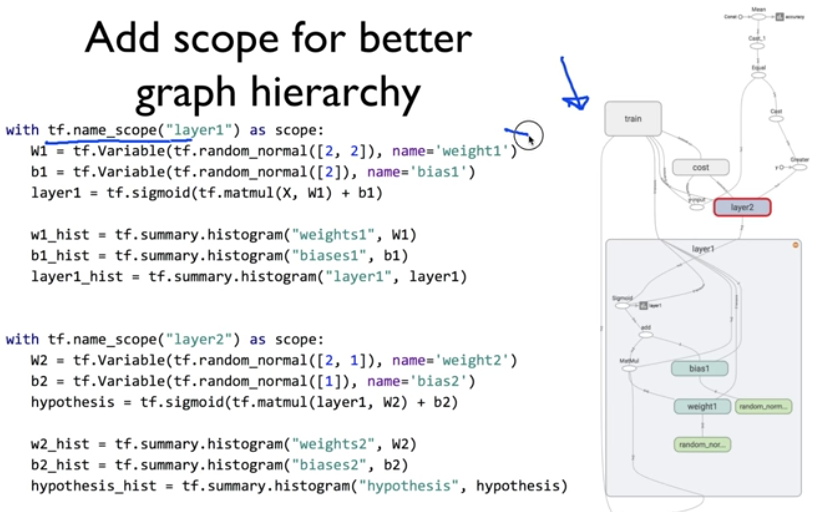 Add scope for better
graph hierarchy
with tf.name_scope("layer1") as scope:
W1 = tf.Variable(tf.random_normal([2, 2]), name='weight1')
b1 = tf.Variable(tf.random_normal([2]), name='bias1')
layer1 = tf.sigmoid(tf.matmul(X, W1) + b1)
w1_hist = tf.summary.histogram("weights1", W1)
b1_hist = tf.summary.histogram("biases1", b1)
layer1_hist = tf.summary.histogram("layer1", layer1)
with tf.name_scope("layer2") as scope:
W2 = tf.Variable(tf.random_normal([2, 1]), name='weight2')
b2 = tf.Variable(tf.random_normal([1]), name='bias2')
hypothesis = tf.sigmoid(tf.matmul(layer1, W2) + b2)
w2_hist = tf.summary.histogram("weights2", W2)
b2_hist = tf.summary.histogram("biases2", b2)
hypothesis_hist = tf.summary.histogram("hypothesis", hypothesis)
Mean
Const
accuracy
Cast_1
Equal
Cast
Greater
train
cost
layer2
layer1
Sigmoid
layer1
add
MatMul
bias1
weight1
random_norm...
random_nor...